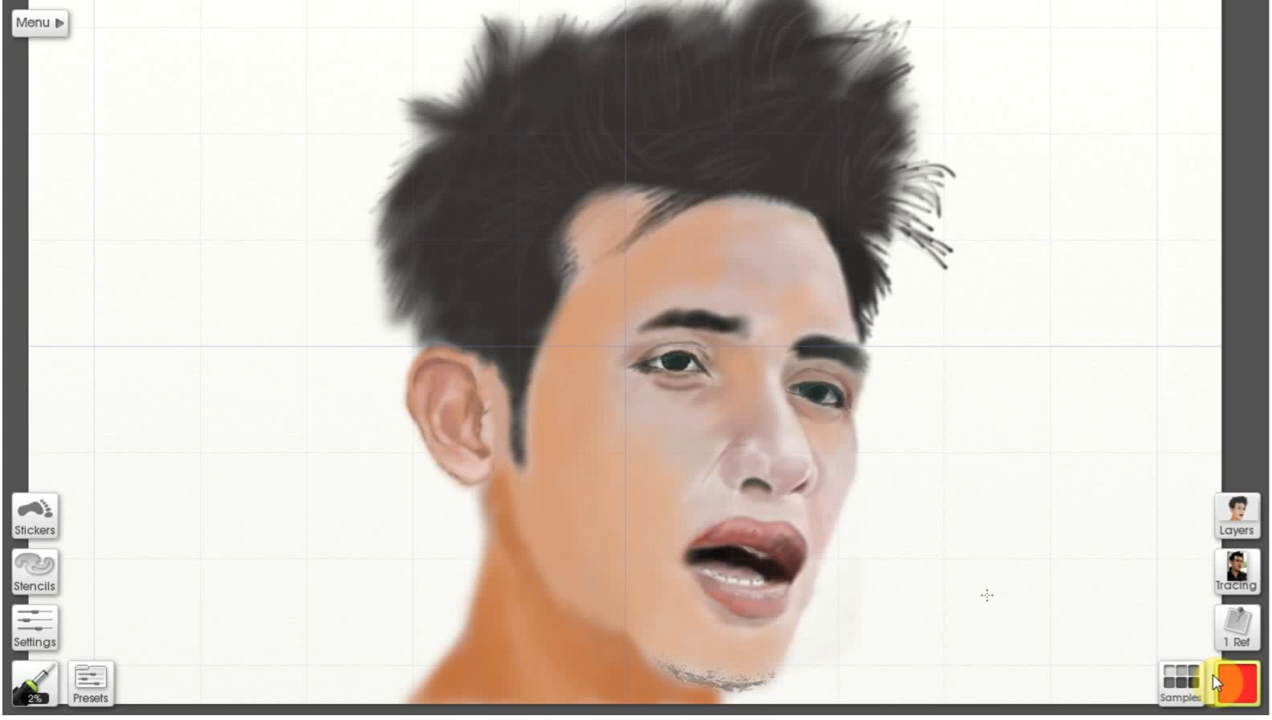 Menu
Stickers
Stencils
Settings
2%
Presets
Layers
Tracing
1 Ref
Samples